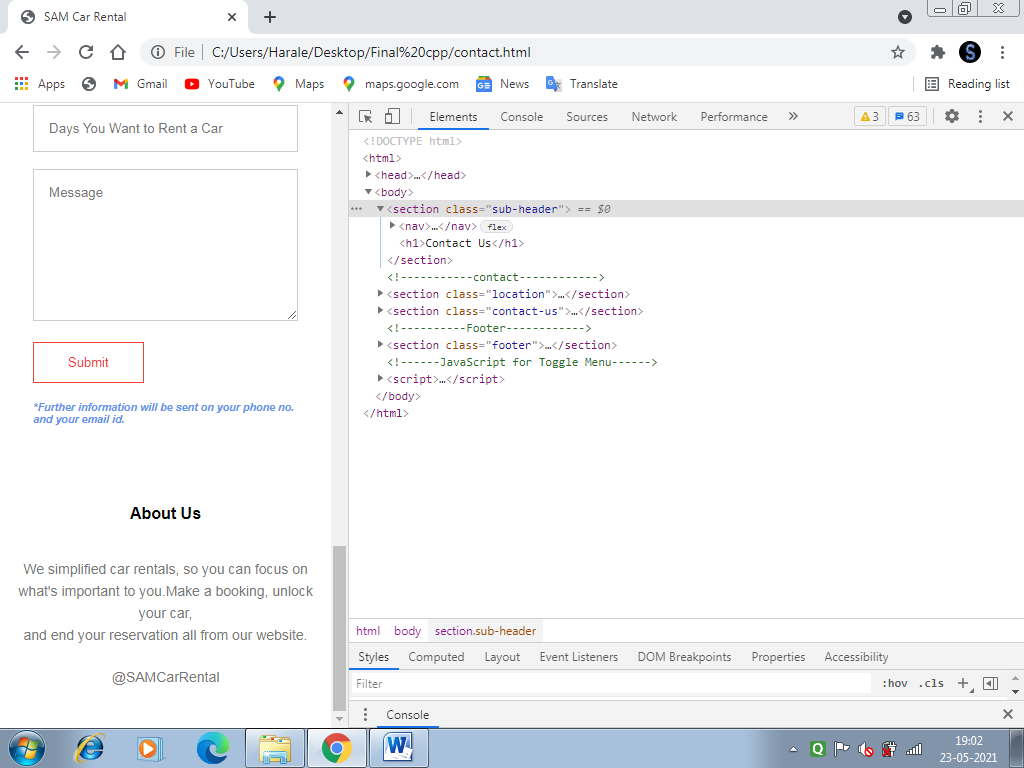 SAM Car Rental
File
C:/Users/Harale/Desktop/Final%20cpp/contact.html
S
Apps
Gmail
YouTube
Maps
maps.google.com
News
Translate
Reading list
Days You Want to Rent a Car
Message
Submit
*Further information will be sent on your phone no.
and your email id.
About Us
We simplified car rentals, so you can focus on
what's important to you.Make a booking, unlock
your car,
and end your reservation all from our website.
@SAMCarRental
Elements Console Sources Network Performance » 3 63
<!DOCTYPE html>
<html>
<head>…</head>
<body>
••• <section class="sub-header"> == $0
<nav>…</nav> flex
<h1>Contact Us</h1>
</section>
<!-----------contact------------>
<section class="location">…</section>
<section class="contact-us">…</section>
<!----------Footer------------>
<section class="footer">…</section>
<!------JavaScript for Toggle Menu------>
<script>…</script>
</body>
</html>
html body section.sub-header
Styles Computed Layout Event Listeners DOM Breakpoints Properties Accessibility
Filter :hov .cls +
Console
19:02
23-05-2021